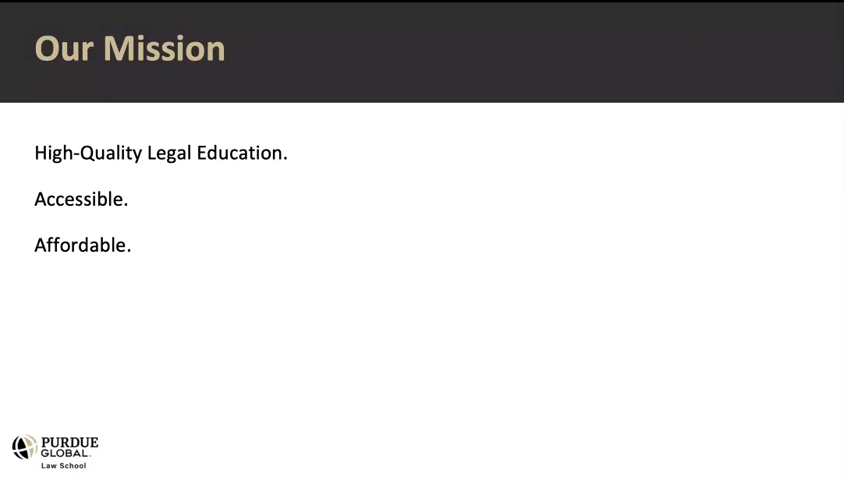 Our Mission
High-Quality Legal Education.
Accessible.
Affordable.
PURDUE
GLOBAL
Law School